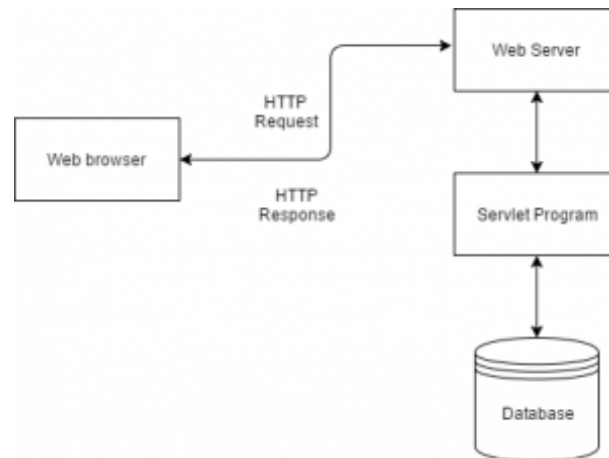 Web Server
HTTP
Request
Web browser
HTTP
Response
Servlet Program
Database